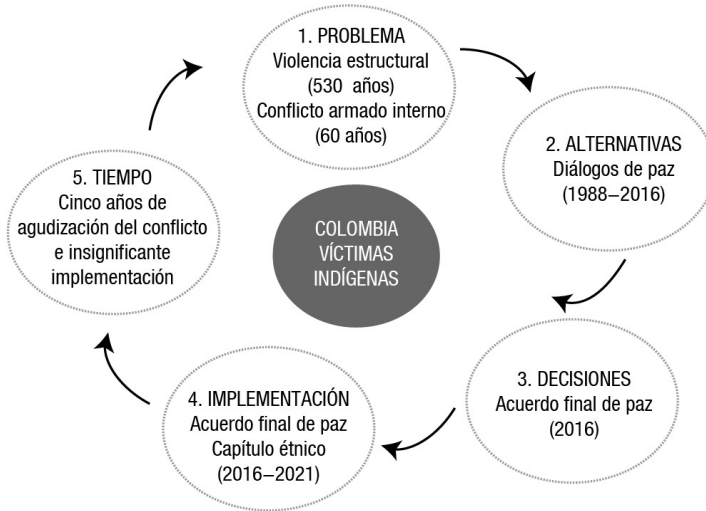 1. PROBLEMA
Violencia estructural
(530 años)
Conflicto armado interno
(60 años)
2. ALTERNATIVAS
Diálogos de paz
(1988–2016)
3. DECISIONES
Acuerdo final de paz
(2016)
4. IMPLEMENTACIÓN
Acuerdo final de paz
Capítulo étnico
(2016–2021)
5. TIEMPO
Cinco años de
agudización del conflicto
e insignificante
implementación
COLOMBIA
VÍCTIMAS
INDÍGENAS